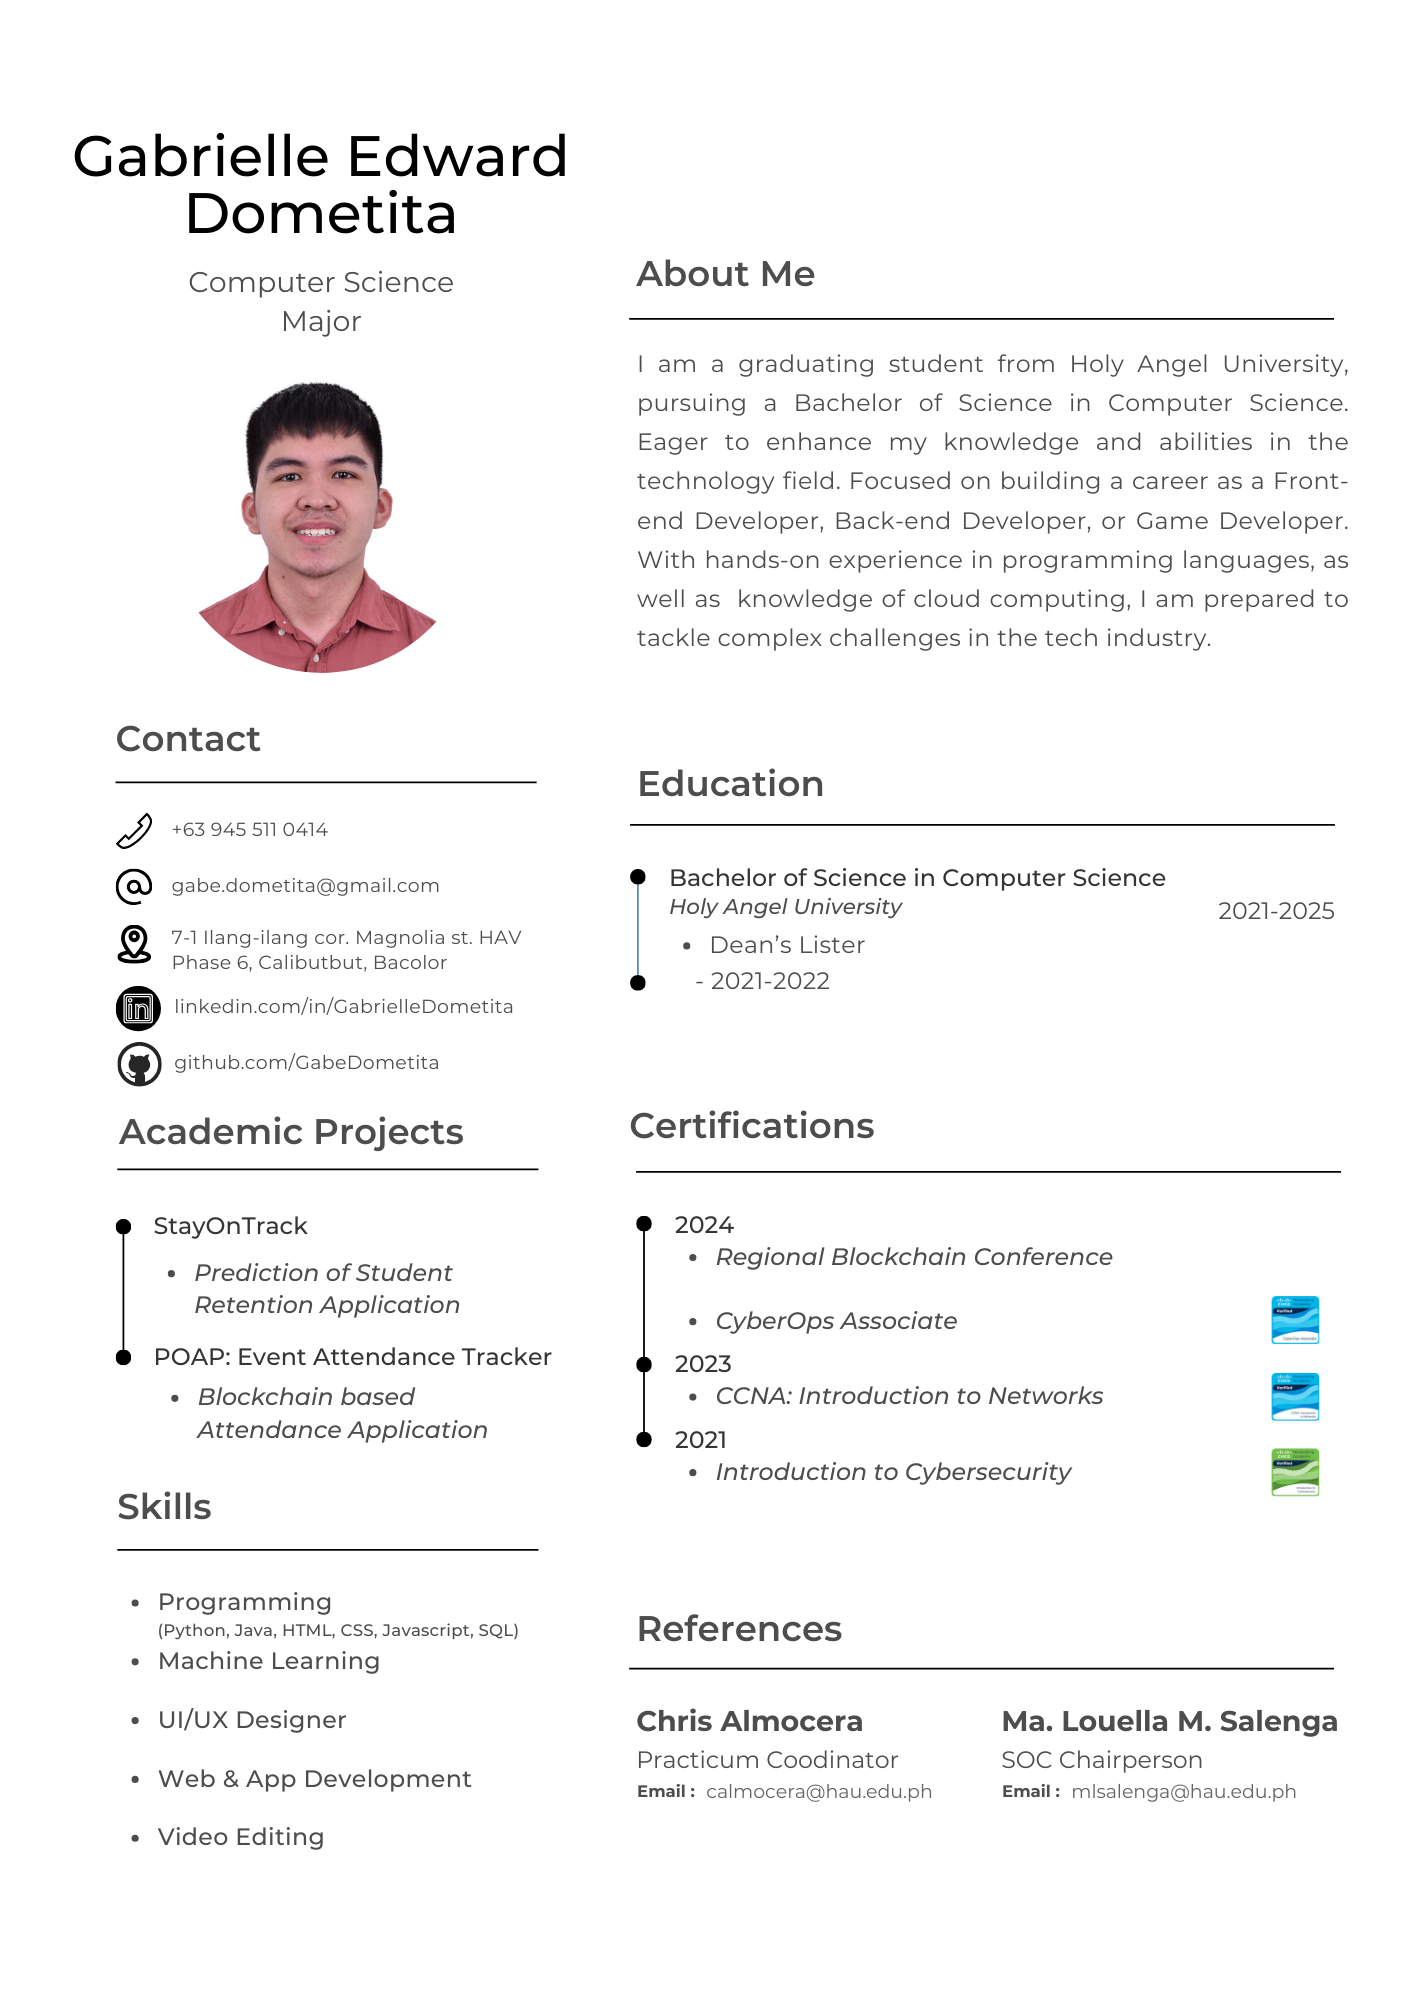 Gabrielle Edward
Dometita
Computer Science
Major
Contact
+63 945 511 0414
gabe.dometita@gmail.com
7-1 Ilang-ilang cor. Magnolia st. HAV
Phase 6, Calibutbut, Bacolor
linkedin.com/in/GabrielleDometita
github.com/GabeDometita
Academic Projects
StayOnTrack
• Prediction of Student
Retention Application
POAP: Event Attendance Tracker
• Blockchain based
Attendance Application
Skills
• Programming
(Python, Java, HTML, CSS, Javascript, SQL)
• Machine Learning
• UI/UX Designer
• Web & App Development
• Video Editing
About Me
I am a graduating student from Holy Angel University,
pursuing a Bachelor of Science in Computer Science.
Eager to enhance my knowledge and abilities in the
technology field. Focused on building a career as a Front-
end Developer, Back-end Developer, or Game Developer.
With hands-on experience in programming languages, as
well as knowledge of cloud computing, I am prepared to
tackle complex challenges in the tech industry.
Education
Bachelor of Science in Computer Science
Holy Angel University
2021-2025
• Dean’s Lister
- 2021-2022
Certifications
2024
• Regional Blockchain Conference
• CyberOps Associate
Verified
2023
• CCNA: Introduction to Networks
Verified
2021
• Introduction to Cybersecurity
Verified
References
Chris Almocera
Practicum Coodinator
Email : calmocera@hau.edu.ph
Ma. Louella M. Salenga
SOC Chairperson
Email : mlsalenga@hau.edu.ph